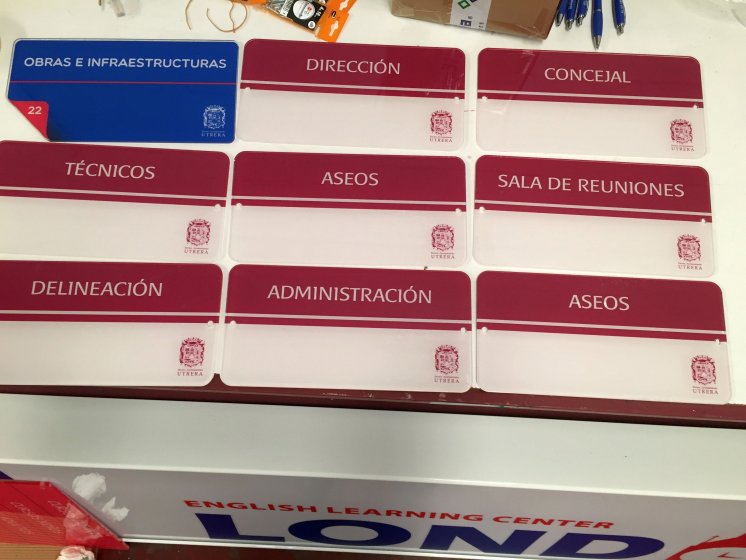 OBRAS E INFRAESTRUCTURAS
22
UTRERA
DIRECCIÓN
UTRERA
CONCEJAL
UTRERA
TÉCNICOS
UTRERA
ASEOS
UTRERA
SALA DE REUNIONES
UTRERA
DELINEACIÓN
UTRERA
ADMINISTRACIÓN
UTRERA
ASEOS
UTRERA
ENGLISH LEARNING CENTER
LOND